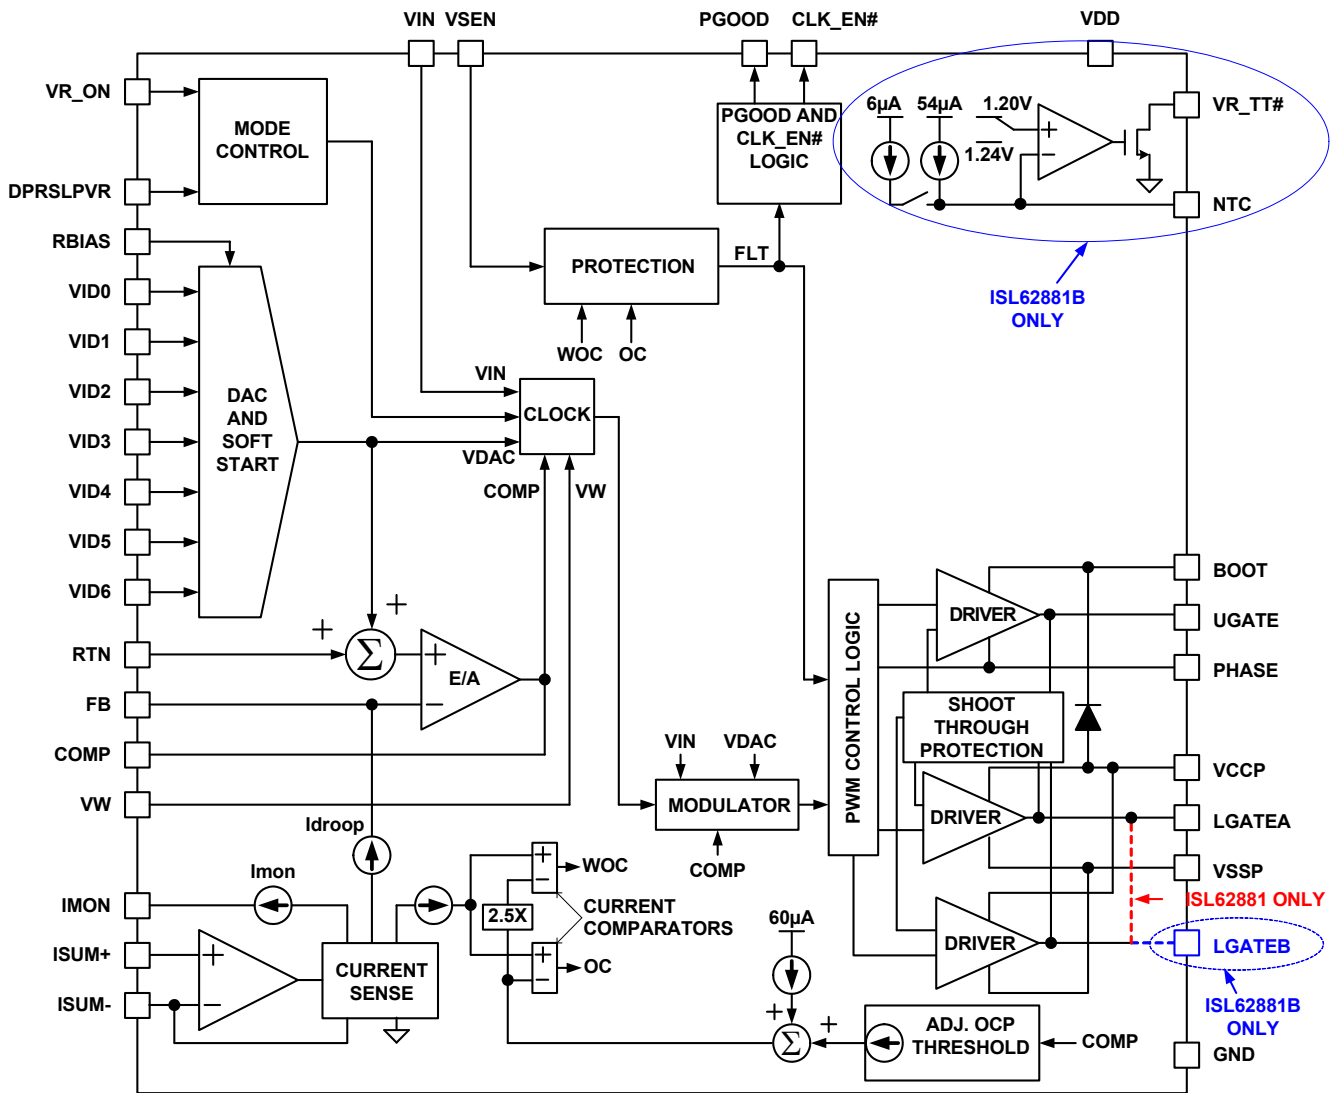 VIN VSEN PGOOD CLK_EN# VDD
VR_ON
MODE
CONTROL
DPRSLPVR
PGOOD AND
CLK_EN#
LOGIC
6µA 54µA 1.20V
1.24V
+
−
VR_TT#
NTC
ISL62881B
ONLY
RBIAS
VID0
VID1
VID2
VID3
VID4
VID5
VID6
DAC
AND
SOFT
START
PROTECTION
FLT
WOC OC
VIN
CLOCK
VDAC
COMP VW
+ +
Σ
RTN
FB
COMP
VW
+
E/A
−
VIN VDAC
MODULATOR
COMP
PWM CONTROL LOGIC
DRIVER
SHOOT
THROUGH
PROTECTION
DRIVER
DRIVER
BOOT
UGATE
PHASE
VCCP
LGATEA
VSSP
ISL62881 ONLY
LGATEB
ISL62881B
ONLY
GND
Idroop
Imon
IMON
ISUM+
ISUM-
+
−
CURRENT
SENSE
+
−
WOC
2.5X
CURRENT
COMPARATORS
+
−
OC
60µA
+ +
Σ
ADJ. OCP
THRESHOLD
COMP